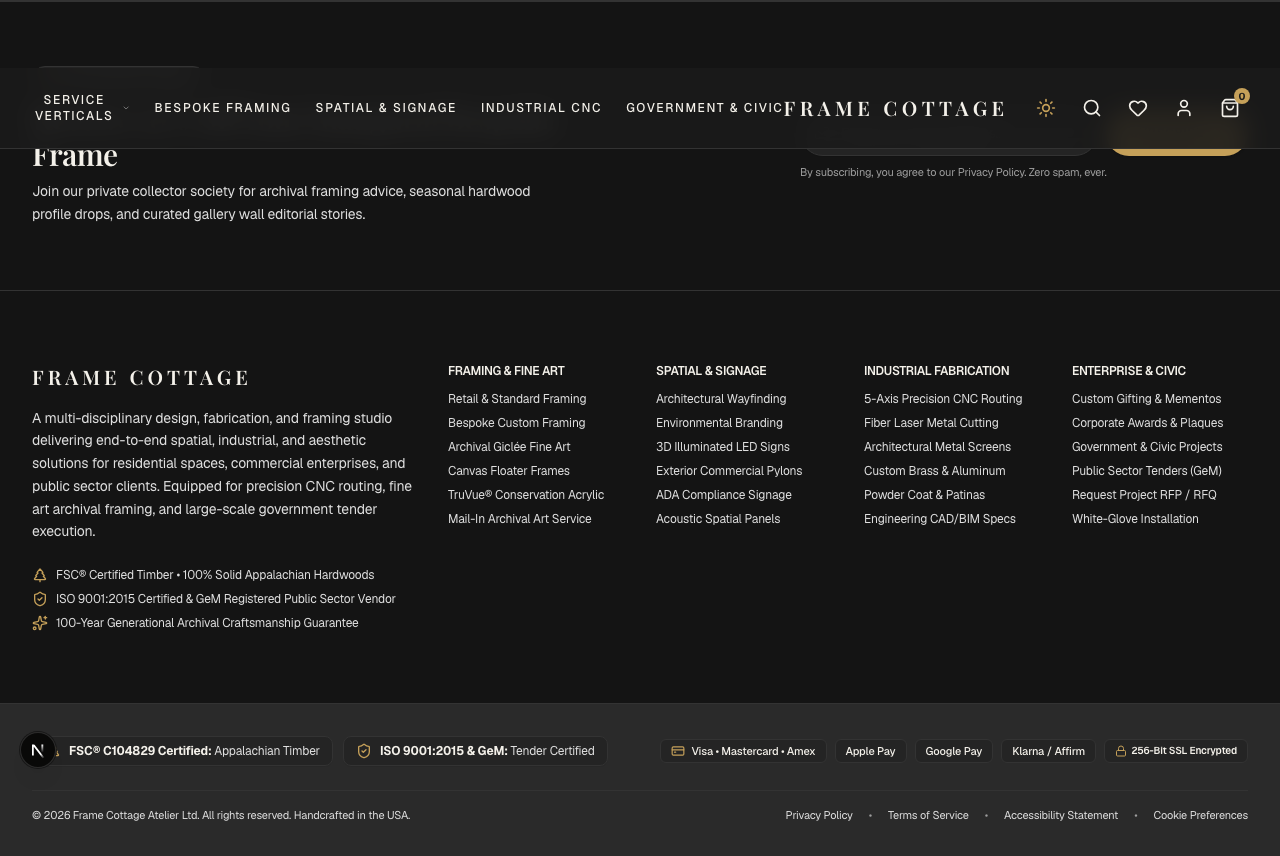 SERVICE
VERTICALS
BESPOKE FRAMING
SPATIAL & SIGNAGE
INDUSTRIAL CNC
GOVERNMENT & CIVIC
FRAME COTTAGE
0
Frame
Join our private collector society for archival framing advice, seasonal hardwood
profile drops, and curated gallery wall editorial stories.
By subscribing, you agree to our Privacy Policy. Zero spam, ever.
FRAME COTTAGE
A multi-disciplinary design, fabrication, and framing studio
delivering end-to-end spatial, industrial, and aesthetic
solutions for residential spaces, commercial enterprises, and
public sector clients. Equipped for precision CNC routing, fine
art archival framing, and large-scale government tender
execution.
FSC® Certified Timber • 100% Solid Appalachian Hardwoods
ISO 9001:2015 Certified & GeM Registered Public Sector Vendor
100-Year Generational Archival Craftsmanship Guarantee
FRAMING & FINE ART
Retail & Standard Framing
Bespoke Custom Framing
Archival Giclée Fine Art
Canvas Floater Frames
TruVue® Conservation Acrylic
Mail-In Archival Art Service
SPATIAL & SIGNAGE
Architectural Wayfinding
Environmental Branding
3D Illuminated LED Signs
Exterior Commercial Pylons
ADA Compliance Signage
Acoustic Spatial Panels
INDUSTRIAL FABRICATION
5-Axis Precision CNC Routing
Fiber Laser Metal Cutting
Architectural Metal Screens
Custom Brass & Aluminum
Powder Coat & Patinas
Engineering CAD/BIM Specs
ENTERPRISE & CIVIC
Custom Gifting & Mementos
Corporate Awards & Plaques
Government & Civic Projects
Public Sector Tenders (GeM)
Request Project RFP / RFQ
White-Glove Installation
N
FSC® C104829 Certified: Appalachian Timber
ISO 9001:2015 & GeM: Tender Certified
Visa • Mastercard • Amex
Apple Pay
Google Pay
Klarna / Affirm
256-Bit SSL Encrypted
© 2026 Frame Cottage Atelier Ltd. All rights reserved. Handcrafted in the USA.
Privacy Policy • Terms of Service • Accessibility Statement • Cookie Preferences